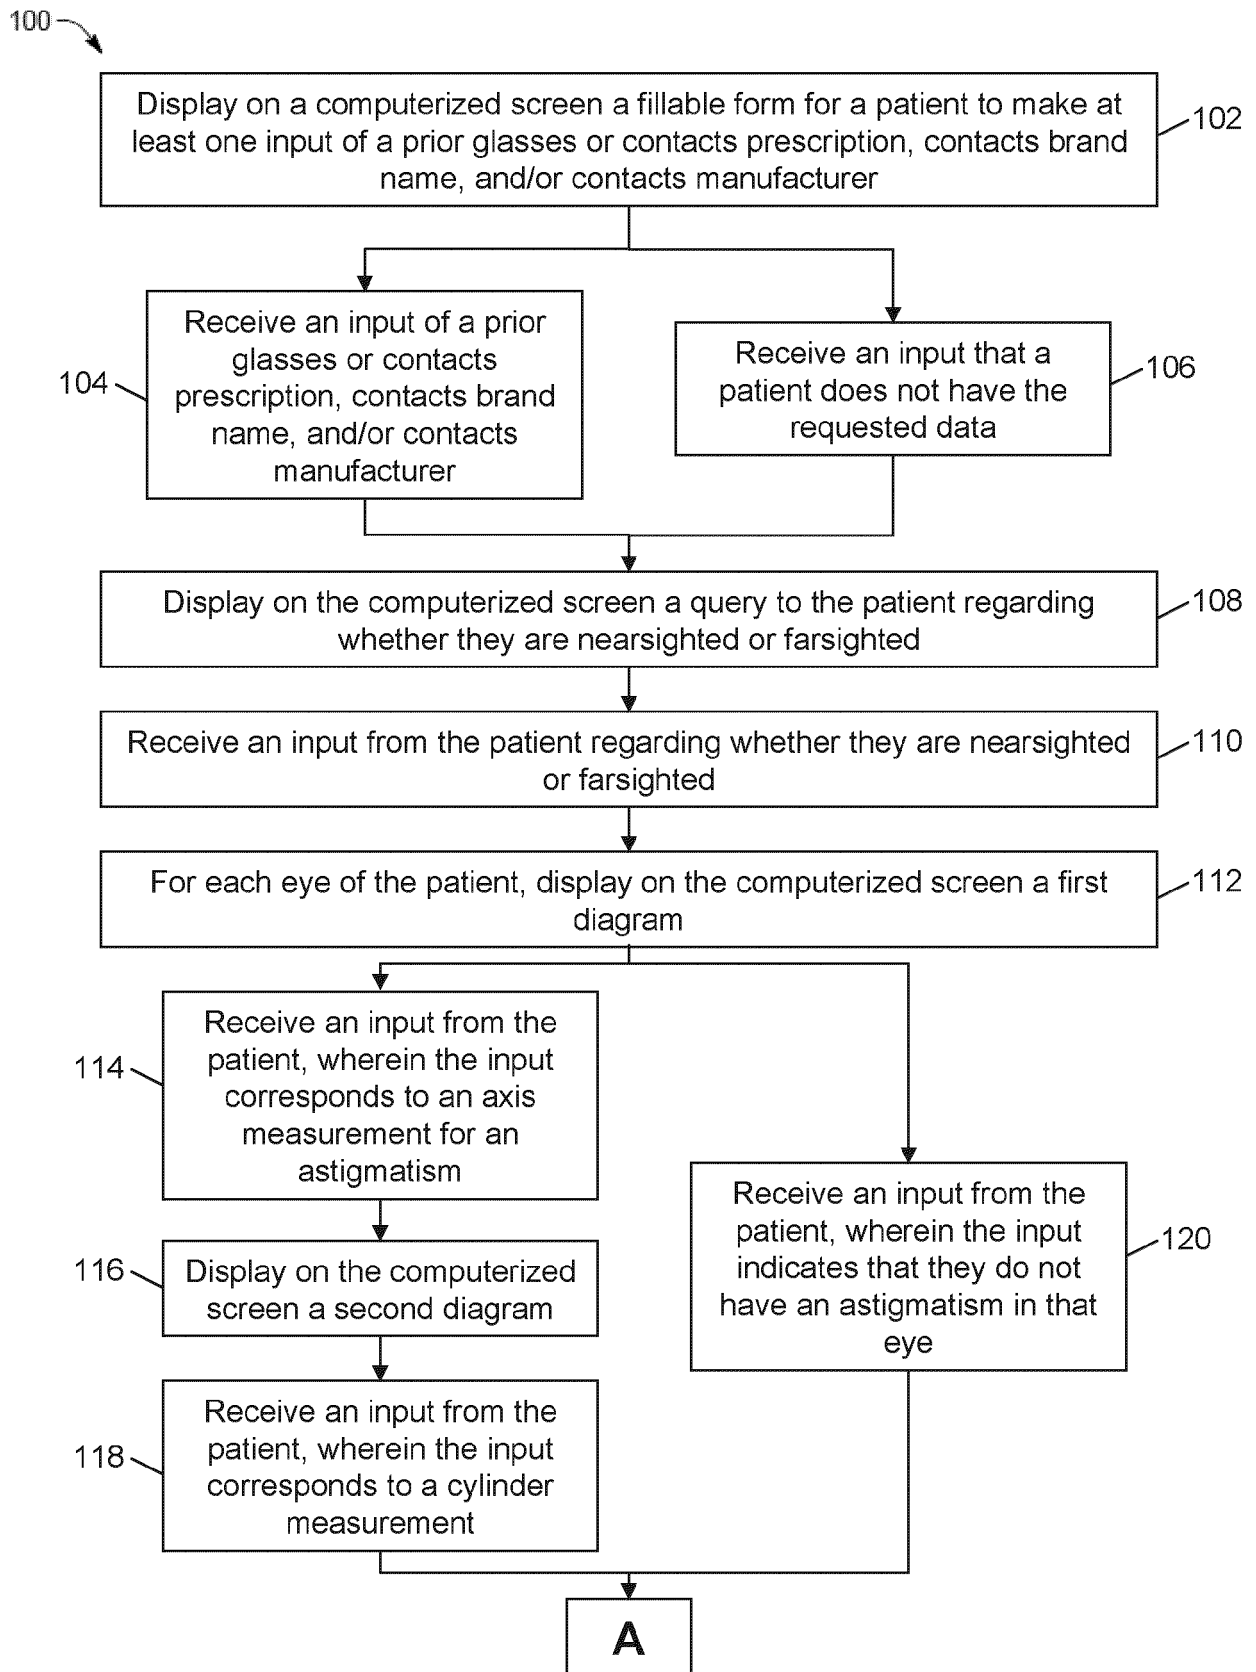 100
Display on a computerized screen a fillable form for a patient to make at
least one input of a prior glasses or contacts prescription, contacts brand
name, and/or contacts manufacturer
102
Receive an input of a prior
glasses or contacts
prescription, contacts brand
name, and/or contacts
manufacturer
104
Receive an input that a
patient does not have the
requested data
106
Display on the computerized screen a query to the patient regarding
whether they are nearsighted or farsighted
108
Receive an input from the patient regarding whether they are nearsighted
or farsighted
110
For each eye of the patient, display on the computerized screen a first
diagram
112
Receive an input from the
patient, wherein the input
corresponds to an axis
measurement for an
astigmatism
114
Display on the computerized
screen a second diagram
116
Receive an input from the
patient, wherein the input
corresponds to a cylinder
measurement
118
Receive an input from the
patient, wherein the input
indicates that they do not
have an astigmatism in that
eye
120
A